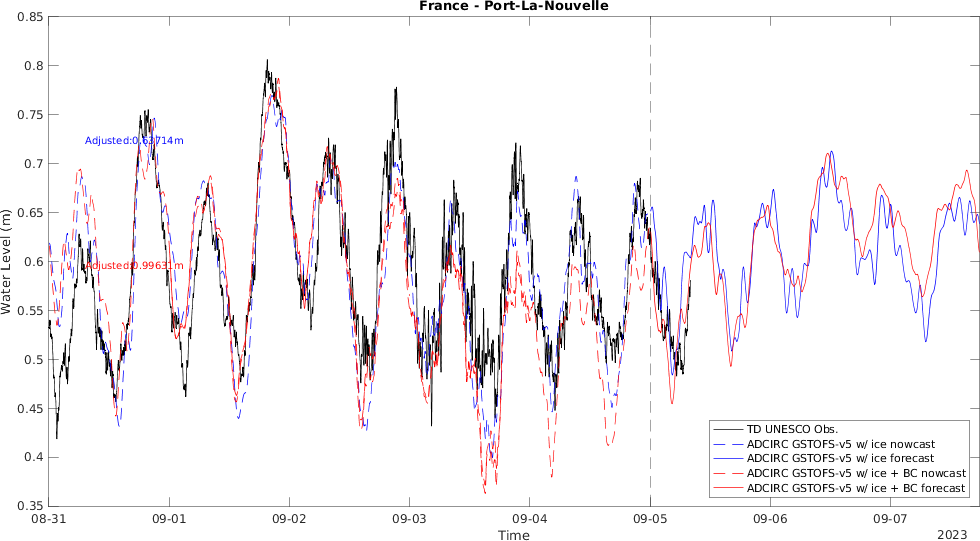 France - Port-La-Nouvelle
0.85
0.8
0.75
0.7
0.65
0.6
0.55
0.5
0.45
0.4
0.35
Water Level (m)
Adjusted:0.63714m
Adjusted:0.99631m
TD UNESCO Obs.
ADCIRC GSTOFS-v5 w/ ice nowcast
ADCIRC GSTOFS-v5 w/ ice forecast
ADCIRC GSTOFS-v5 w/ ice + BC nowcast
ADCIRC GSTOFS-v5 w/ ice + BC forecast
08-31 09-01 09-02 09-03 09-04 09-05 09-06 09-07
Time
2023